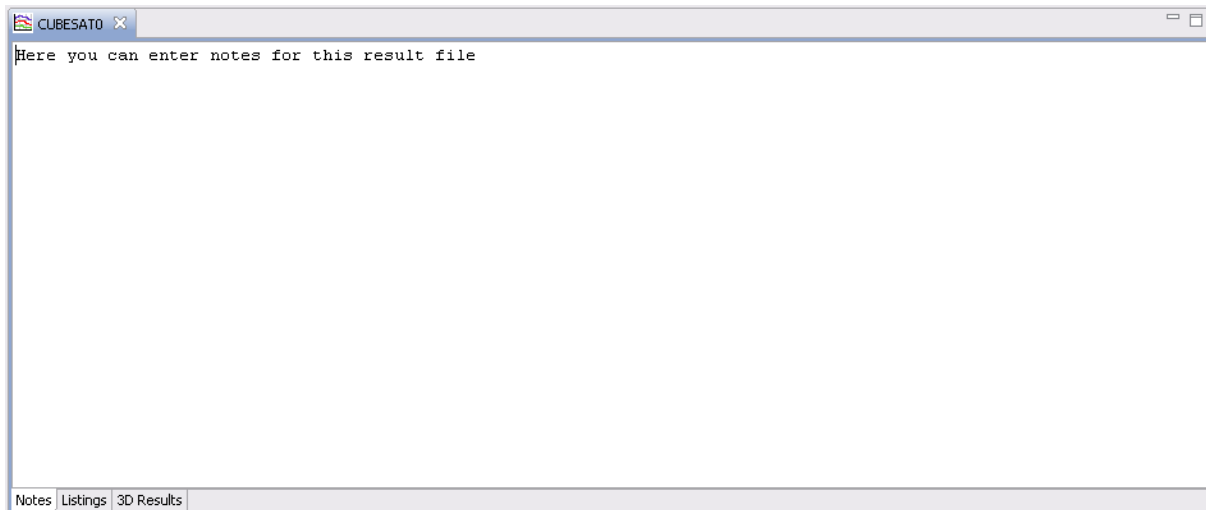 CUBESAT0
Here you can enter notes for this result file
Notes Listings 3D Results